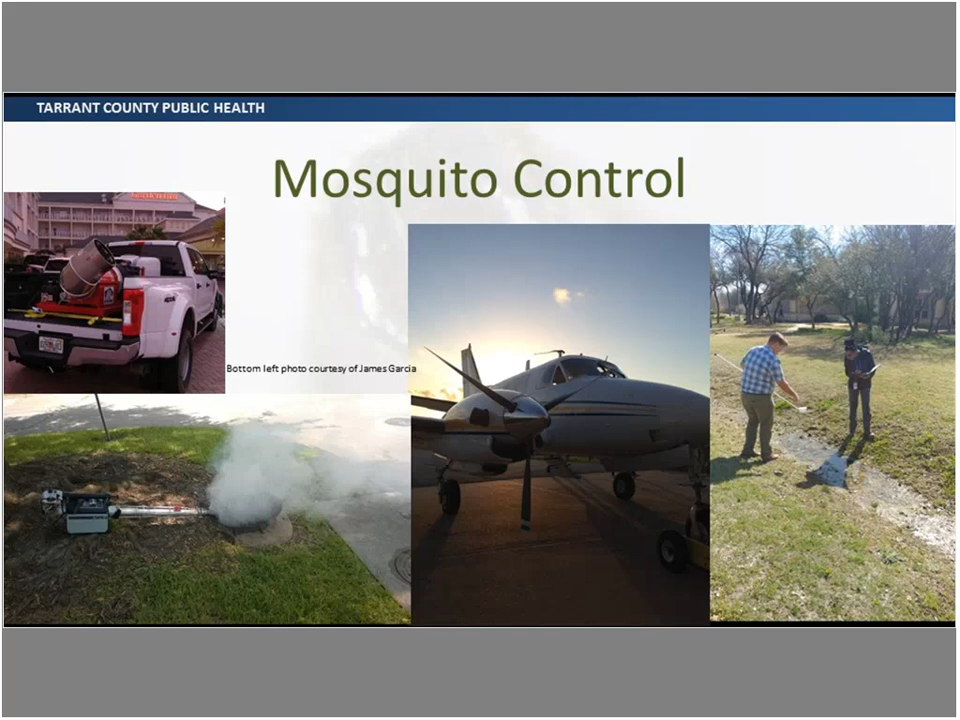 TARRANT COUNTY PUBLIC HEALTH
Mosquito Control
Bottom left photo courtesy of James Garcia